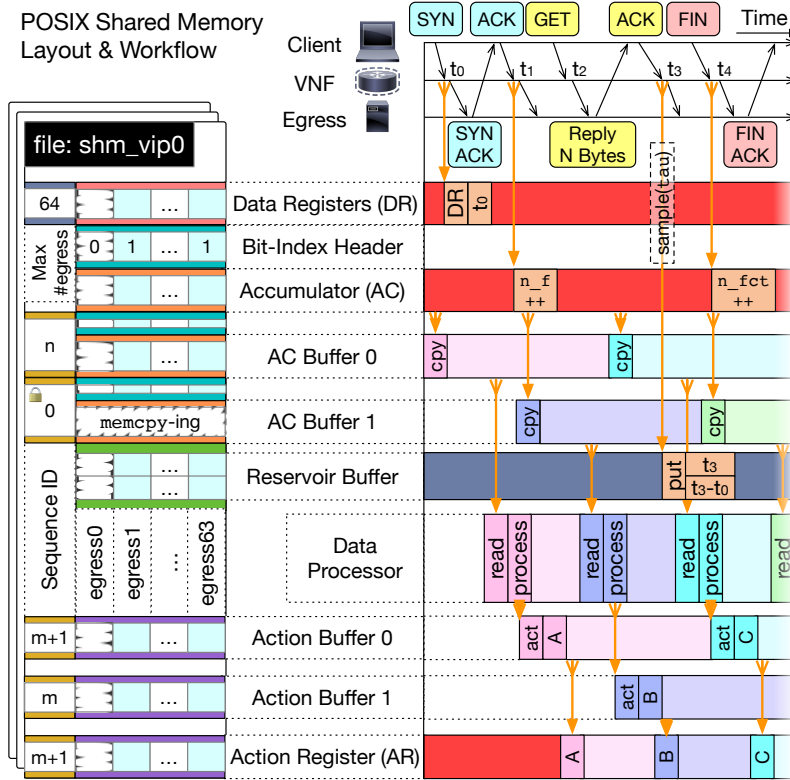 POSIX Shared Memory
Layout & Workflow
SYN
ACK
GET
ACK
FIN
Time
Client
VNF
Egress
t0
t1
t2
t3
t4
SYN
ACK
Reply
N Bytes
FIN
ACK
file: shm_vip0
sample(tau)
64
...
Data Registers (DR)
DR
t0
Max
#egress
0
1
...
1
Bit-Index Header
...
Accumulator (AC)
n_f
++
n_fct
++
n
...
AC Buffer 0
cpy
cpy
0
memcpy-ing
AC Buffer 1
cpy
cpy
Sequence ID
...
...
Reservoir Buffer
put
t3
t3-t0
egress0
egress1
...
egress63
Data
Processor
read
process
read
process
read
process
read
m+1
...
Action Buffer 0
act
A
act
C
m
...
Action Buffer 1
act
B
m+1
...
Action Register (AR)
A
B
C